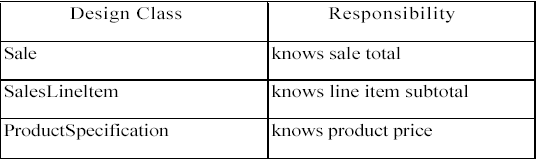 Design Class Responsibility
Sale knows sale total
SalesLineItem knows line item subtotal
ProductSpecification knows product price